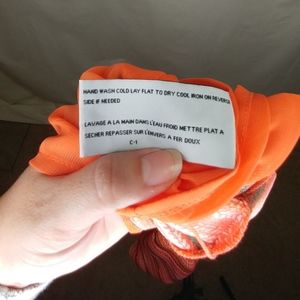 HAND WASH COLD LAY FLAT TO DRY COOL IRON ON REVERSE
SIDE IF NEEDED
LAVAGE A LA MAIN DANS L'EAU FROID METTRE PLAT A
SECHER REPASSER SUR L'ENVERS A FER DOUX
C-1